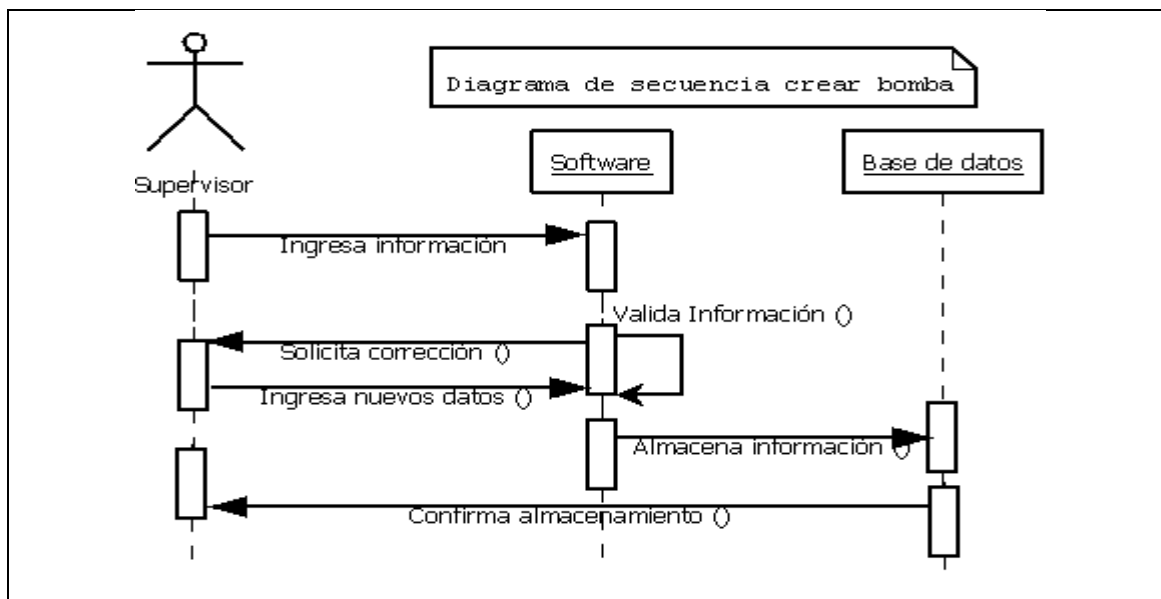 Diagrama de secuencia crear bomba
Software
Base de datos
Supervisor
Ingresa información
Valida Información ()
Solicita corrección ()
Ingresa nuevos datos ()
Almacena información ()
Confirma almacenamiento ()